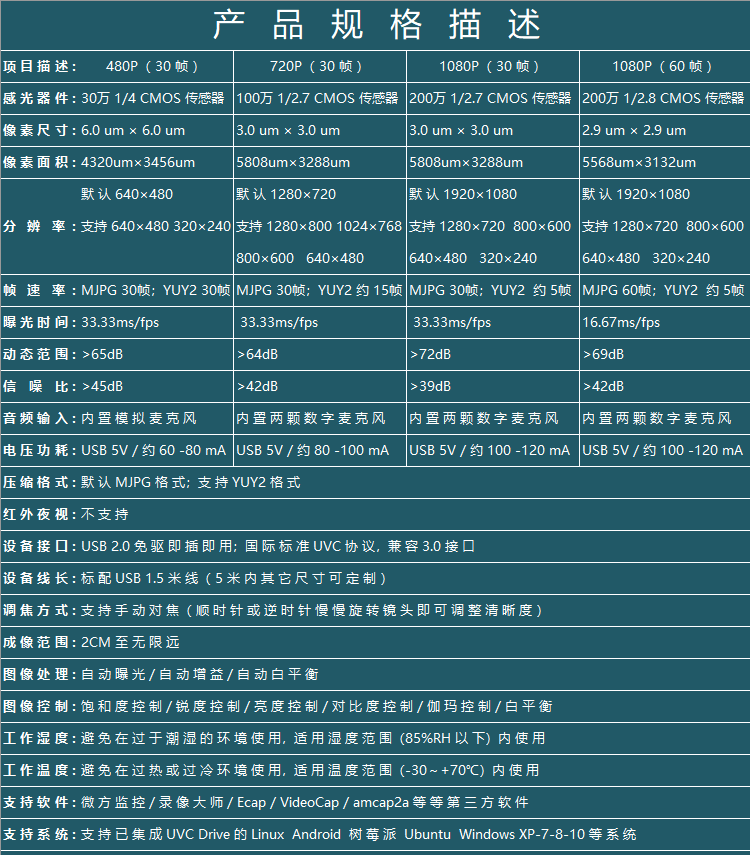 产品规格描述
项目描述: 480P（30帧） 720P（30帧） 1080P（30帧） 1080P（60帧）
感光器件: 30万 1/4 CMOS 传感器 100万 1/2.7 CMOS 传感器 200万 1/2.7 CMOS 传感器 200万 1/2.8 CMOS 传感器
像素尺寸: 6.0 um × 6.0 um 3.0 um × 3.0 um 3.0 um × 3.0 um 2.9 um × 2.9 um
像素面积: 4320um×3456um 5808um×3288um 5808um×3288um 5568um×3132um
默认 640×480 默认 1280×720 默认 1920×1080 默认 1920×1080
分辨率: 支持 640×480 320×240 支持 1280×800 1024×768 支持 1280×720 800×600 支持 1280×720 800×600
800×600 640×480 640×480 320×240 640×480 320×240
帧速率: MJPG 30帧; YUY2 30帧 MJPG 30帧; YUY2 约 15帧 MJPG 30帧; YUY2 约 5帧 MJPG 60帧; YUY2 约 5帧
曝光时间: 33.33ms/fps 33.33ms/fps 33.33ms/fps 16.67ms/fps
动态范围: >65dB >64dB >72dB >69dB
信噪比: >45dB >42dB >39dB >42dB
音频输入: 内置模拟麦克风 内置两颗数字麦克风 内置两颗数字麦克风 内置两颗数字麦克风
电压功耗: USB 5V / 约 60 -80 mA USB 5V / 约 80 -100 mA USB 5V / 约 100 -120 mA USB 5V / 约 100 -120 mA
压缩格式: 默认 MJPG 格式; 支持 YUY2 格式
红外夜视: 不支持
设备接口: USB 2.0 免驱即插即用; 国际标准 UVC 协议, 兼容 3.0 接口
设备线长: 标配 USB 1.5 米线（5 米内其它尺寸可定制）
调焦方式: 支持手动对焦（顺时针或逆时针慢慢旋转镜头即可调整清晰度）
成像范围: 2CM 至无限远
图像处理: 自动曝光 / 自动增益 / 自动白平衡
图像控制: 饱和度控制 / 锐度控制 / 亮度控制 / 对比度控制 / 伽玛控制 / 白平衡
工作湿度: 避免在过于潮湿的环境使用, 适用湿度范围 (85%RH 以下) 内使用
工作温度: 避免在过热或过冷环境使用, 适用温度范围 (-30~+70℃) 内使用
支持软件: 微方监控 / 录像大师 / Ecap / VideoCap / amcap2a 等等第三方软件
支持系统: 支持已集成 UVC Drive 的 Linux Android 树莓派 Ubuntu Windows XP-7-8-10 等系统